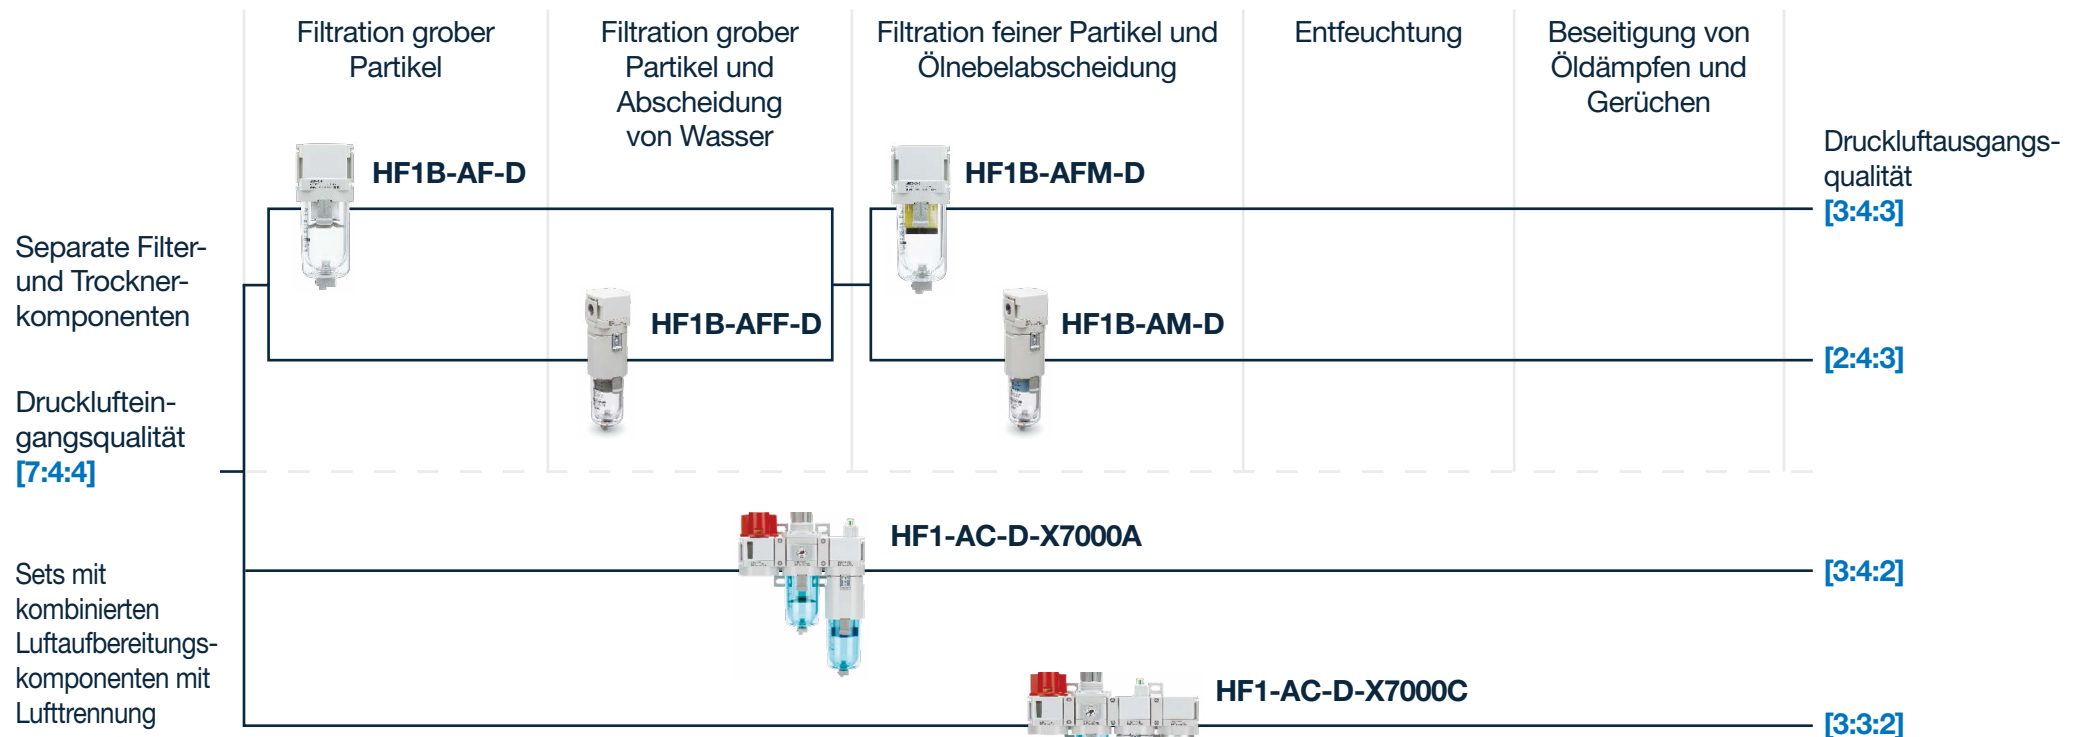 Filtration grober
Partikel
Filtration grober
Partikel und
Abscheidung
von Wasser
Filtration feiner Partikel und
Ölnebelabscheidung
Entfeuchtung
Beseitigung von
Öldämpfen und
Gerüchen
HF1B-AF-D
HF1B-AFM-D
Druckluftausgangs-
qualität
[3:4:3]
Separate Filter-
und Trockner-
komponenten
HF1B-AFF-D
HF1B-AM-D
[2:4:3]
Drucklufteine-
gangsqualität
[7:4:4]
HF1-AC-D-X7000A
[3:4:2]
Sets mit
kombinierten
Luftaufbereitungs-
komponenten mit
Lufttrennung
HF1-AC-D-X7000C
[3:3:2]